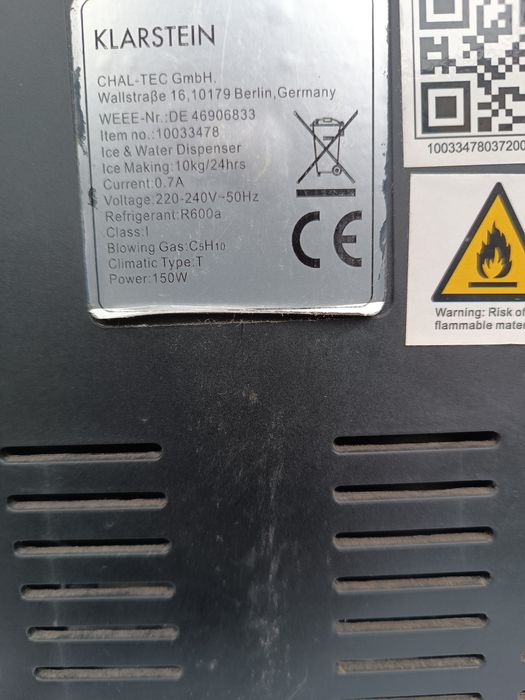 KLARSTEIN
CHAL-TEC GmbH.
Wallstraße 16,10179 Berlin,Germany
WEEE-Nr.:DE 46906833
Item no.:10033478
Ice & Water Dispenser
Ice Making:10kg/24hrs
Current:0.7A
Voltage:220-240V~50Hz
Refrigerant:R600a
Class:I
Blowing Gas:C5H10
Climatic Type:T
Power:150W
CE
10033478037200
Warning: Risk of
flammable mater